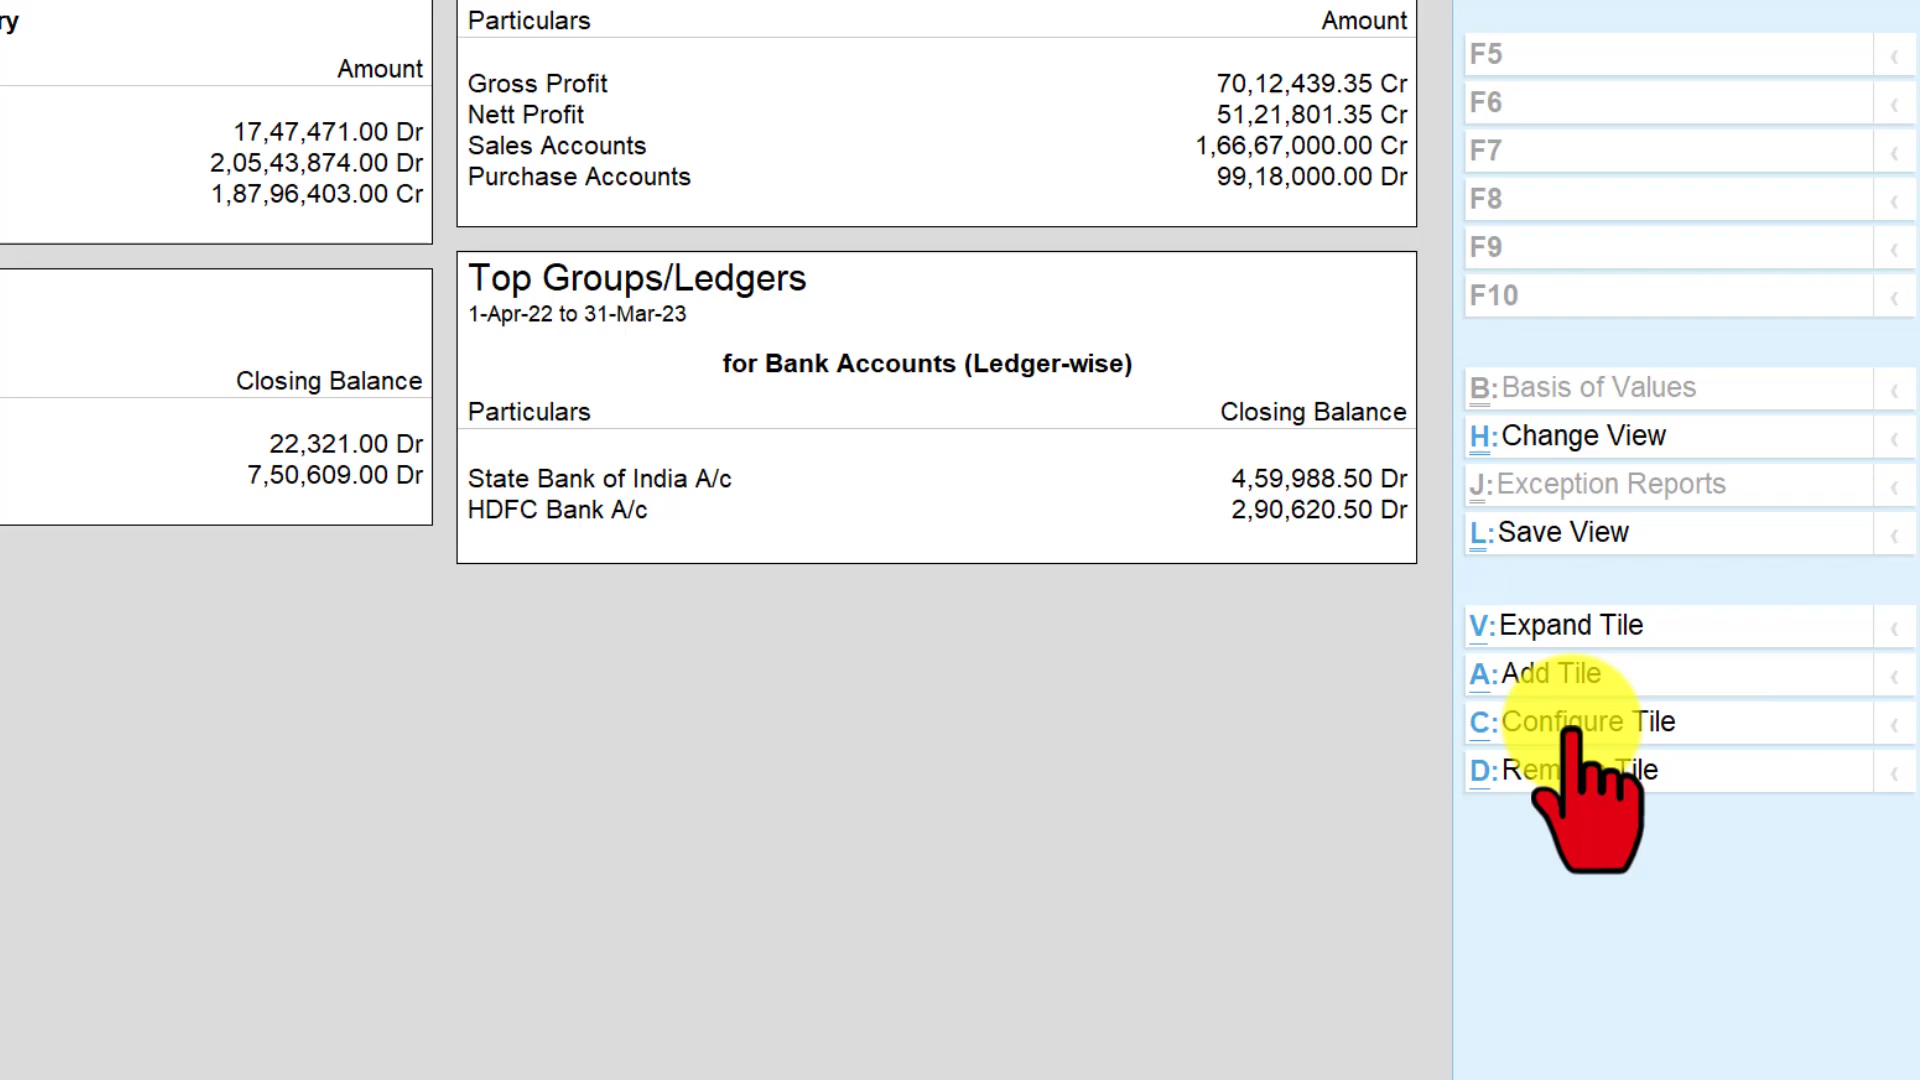 ry
Amount
17,47,471.00 Dr
2,05,43,874.00 Dr
1,87,96,403.00 Cr
Closing Balance
22,321.00 Dr
7,50,609.00 Dr
Particulars Amount
Gross Profit 70,12,439.35 Cr
Nett Profit 51,21,801.35 Cr
Sales Accounts 1,66,67,000.00 Cr
Purchase Accounts 99,18,000.00 Dr
Top Groups/Ledgers
1-Apr-22 to 31-Mar-23
for Bank Accounts (Ledger-wise)
Particulars Closing Balance
State Bank of India A/c 4,59,988.50 Dr
HDFC Bank A/c 2,90,620.50 Dr
F5
F6
F7
F8
F9
F10
B: Basis of Values
H: Change View
J: Exception Reports
L: Save View
V: Expand Tile
A: Add Tile
C: Configure Tile
D: Remove Tile